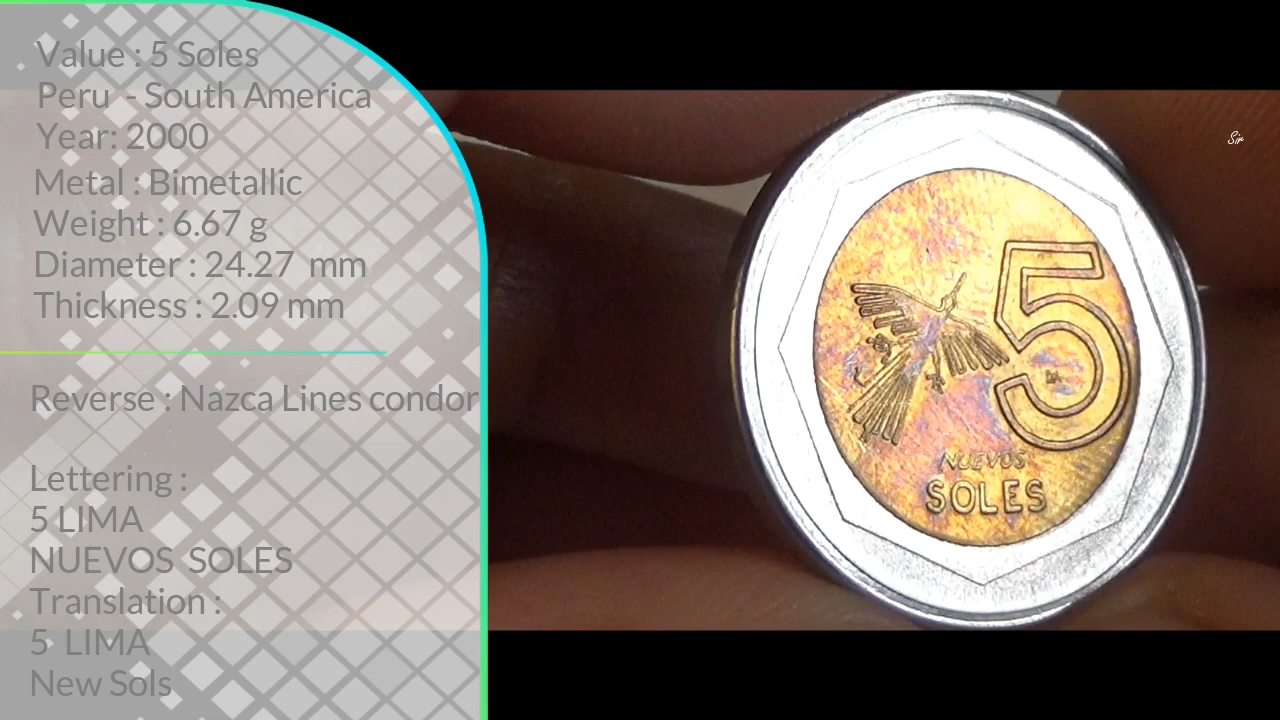 Value : 5 Soles
Peru - South America
Year: 2000
Metal : Bimetallic
Weight : 6.67 g
Diameter : 24.27 mm
Thickness : 2.09 mm
Reverse : Nazca Lines condor
Lettering :
5 LIMA
NUEVOS SOLES
Translation :
5 LIMA
New Sols
Sir
5
NUEVOS
SOLES